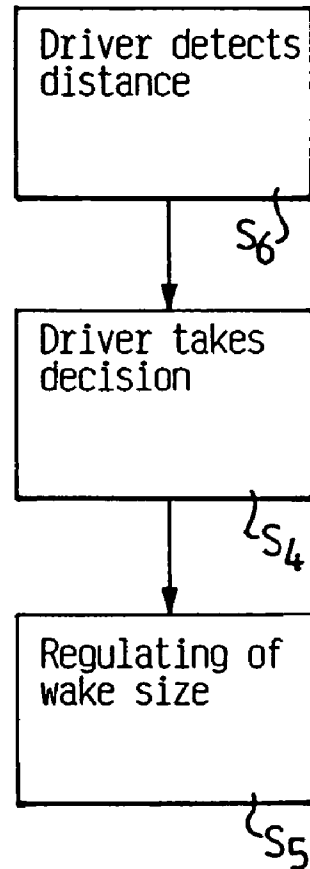 Driver detects
distance
S6
Driver takes
decision
S4
Regulating of
wake size
S5